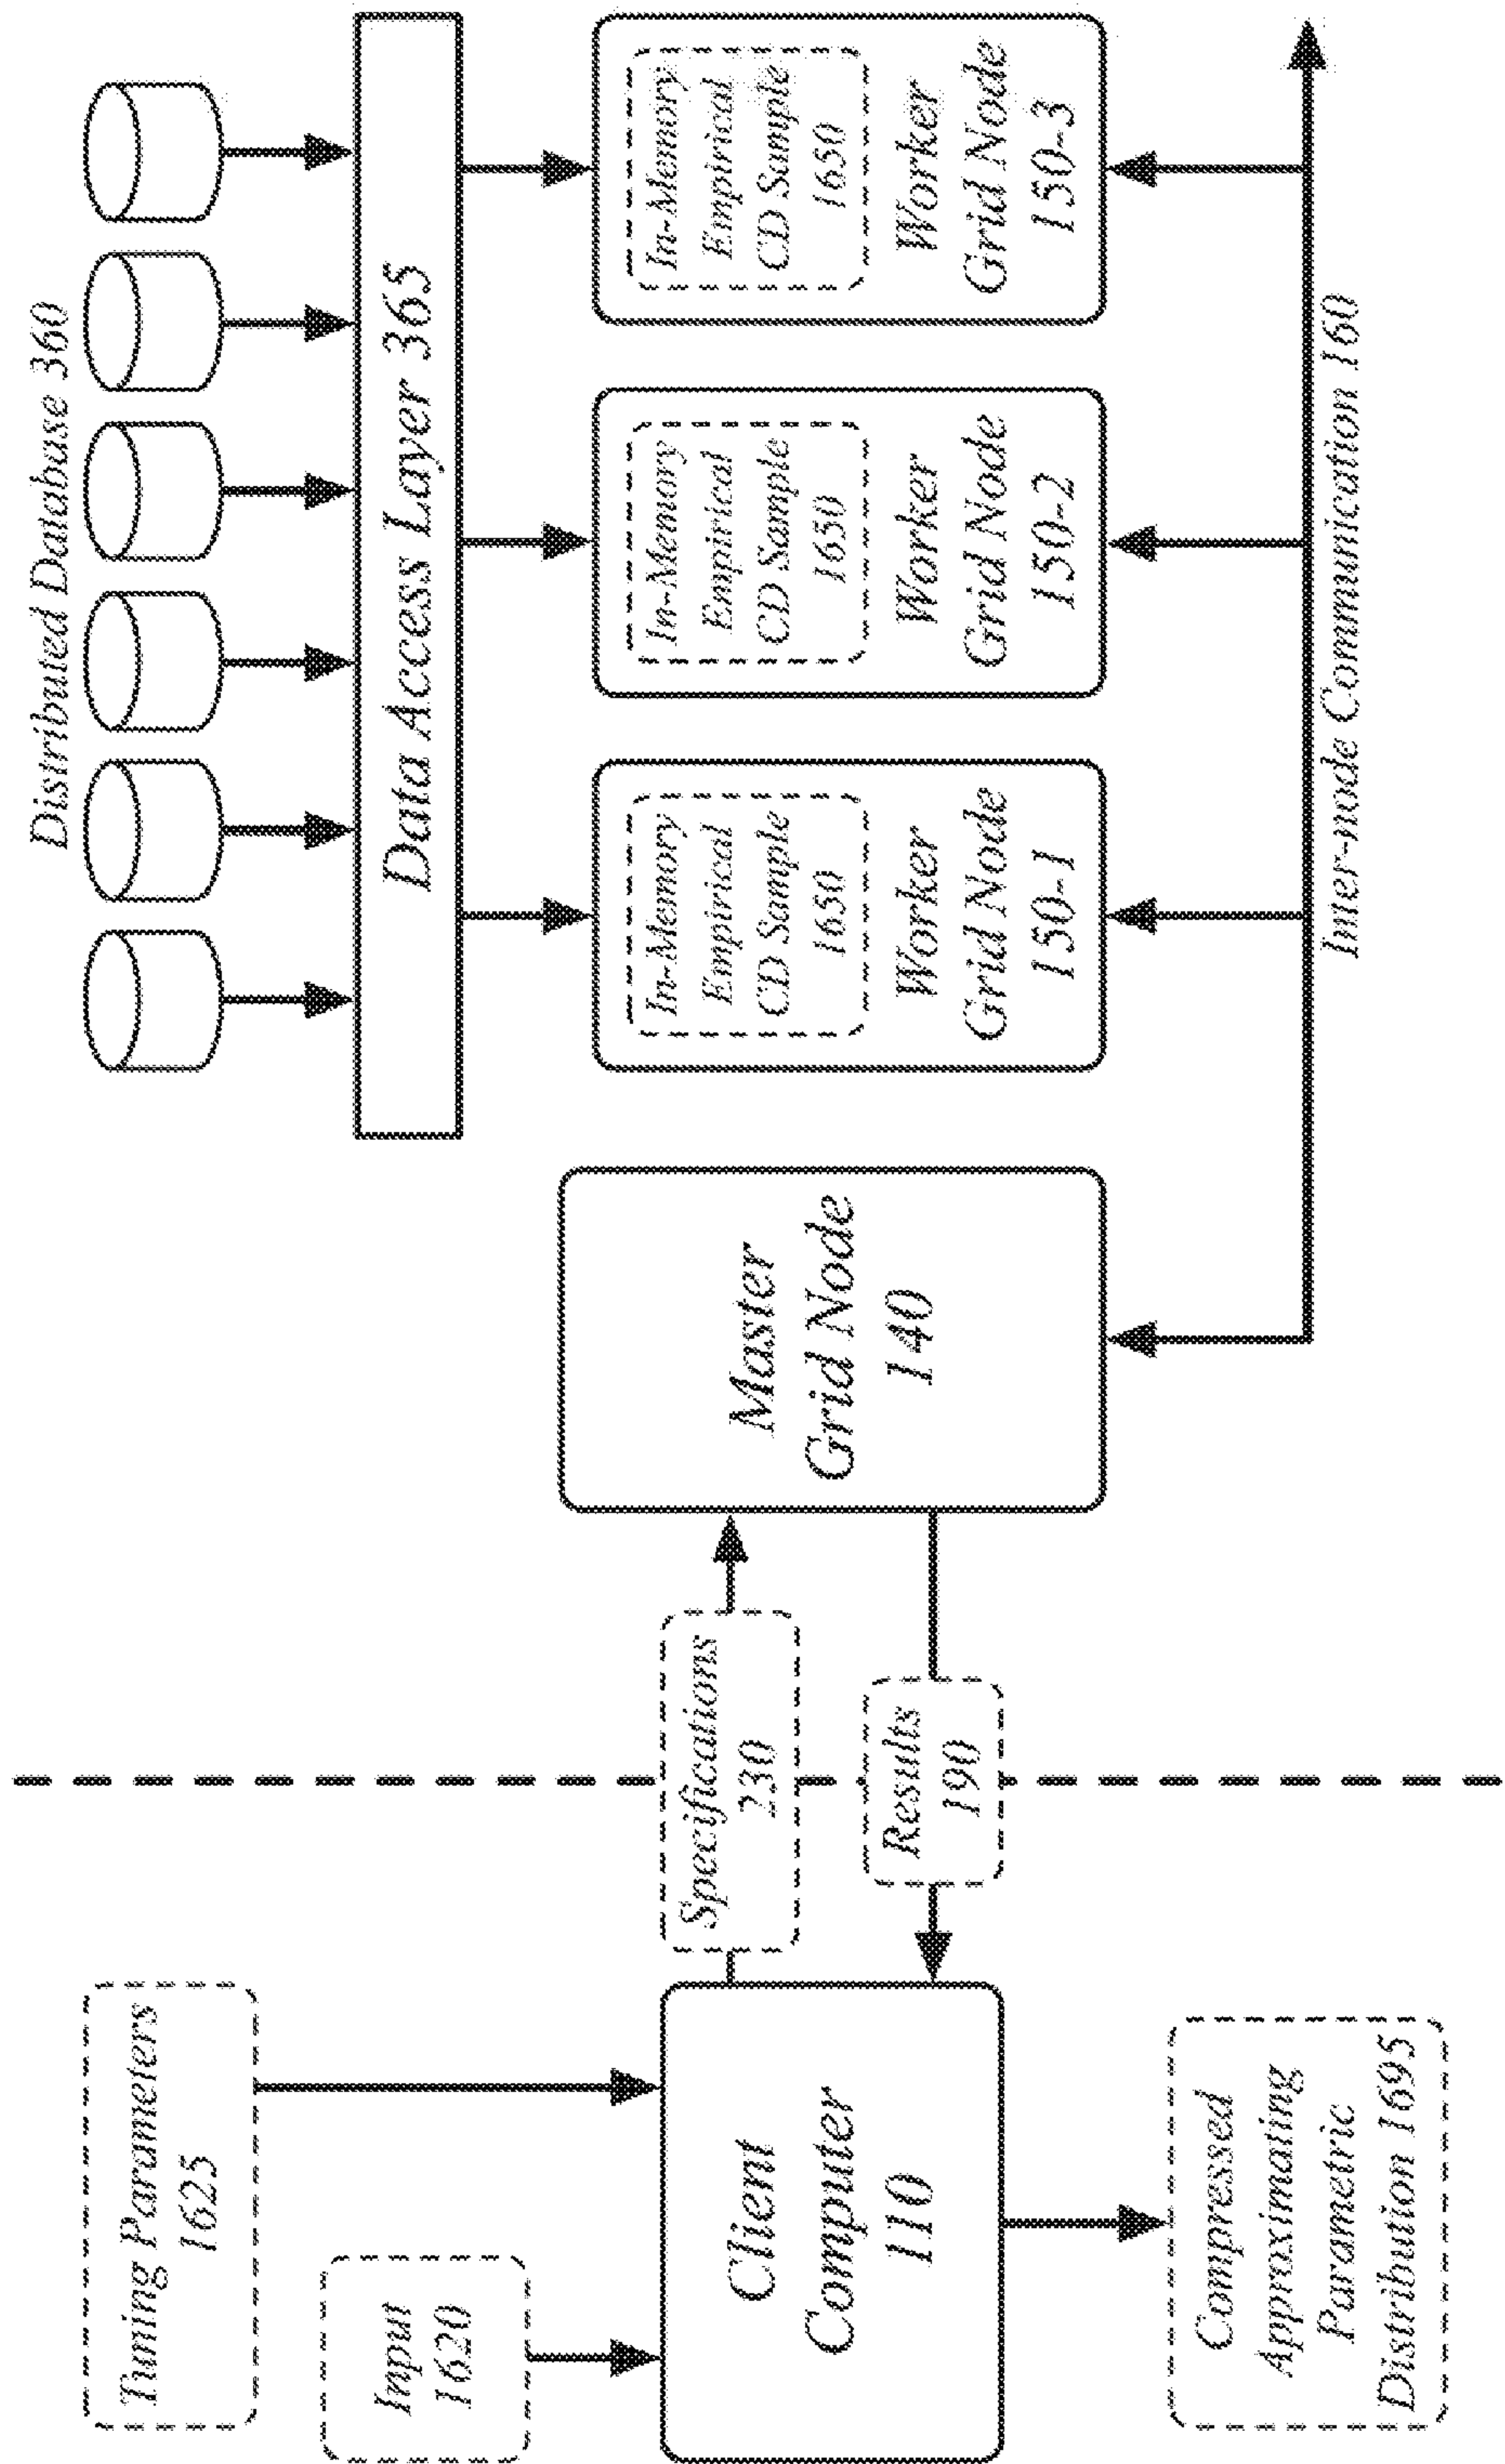 Tuning Parameters
1625
Input
1620
Client
Computer
110
Compressed
Approximating
Parametric
Distribution 1695
Specifications
230
Results
190
Master
Grid Node
140
Distributed Database 360
Data Access Layer 365
In-Memory
Empirical
CD Sample
1650
Worker
Grid Node
150-1
In-Memory
Empirical
CD Sample
1650
Worker
Grid Node
150-2
In-Memory
Empirical
CD Sample
1650
Worker
Grid Node
150-3
Inter-node Communication 160